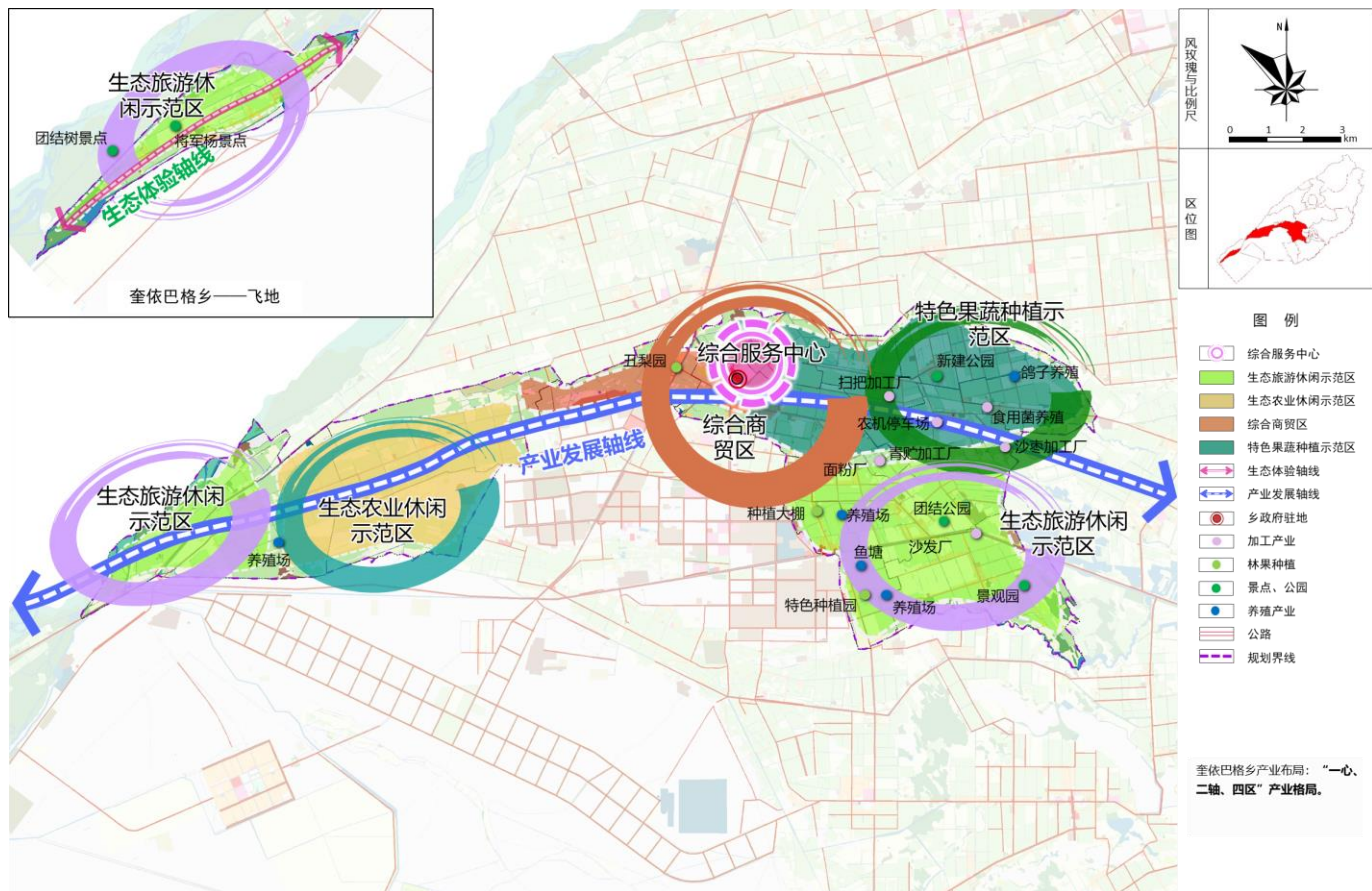 生态旅游休
闲示范区
团结树景点
将军杨景点
生态体验轴线
奎依巴格乡——飞地
风玫瑰与比例尺
N
0 1 2 3
km
区位图
特色果蔬种植示
范区
丑梨园
综合服务中心
新建公园
鸽子养殖
扫把加工厂
食用菌养殖
农机停车场
综合商
贸区
产业发展轴线
青贮加工厂
沙枣加工厂
面粉厂
生态旅游休闲
示范区
生态农业休闲
示范区
养殖场
种植大棚
养殖场
团结公园
生态旅游休闲
示范区
沙发厂
鱼塘
特色种植园
养殖场
景观园
图 例
综合服务中心
生态旅游休闲示范区
生态农业休闲示范区
综合商贸区
特色果蔬种植示范区
生态体验轴线
产业发展轴线
乡政府驻地
加工产业
林果种植
景点、公园
养殖产业
公路
规划界线
奎依巴格乡产业布局：“一心、
二轴、四区”产业格局。